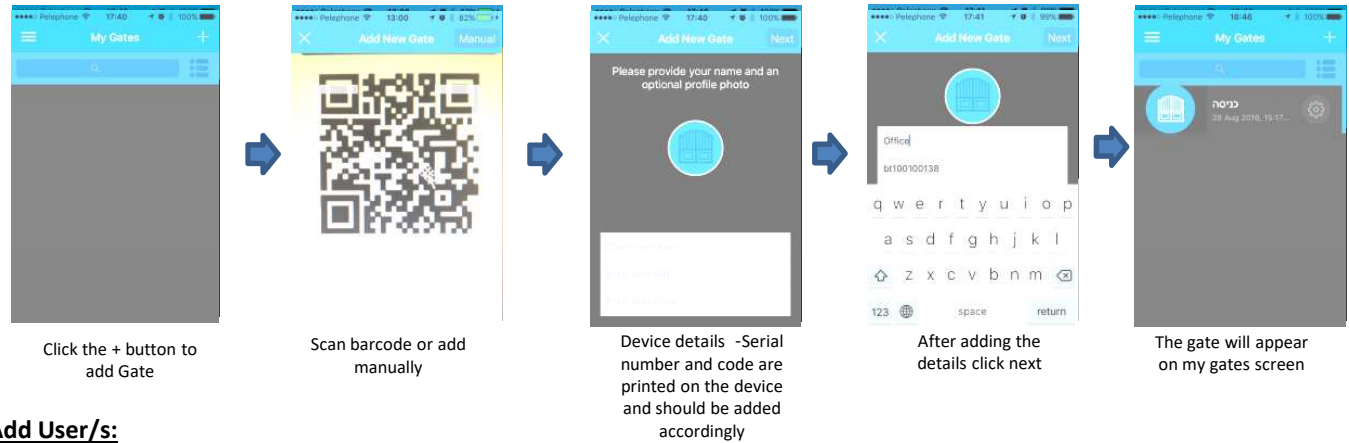 Pelephone 17:40 100%
My Gates +
Pelephone 13:00 82%
Add New Gate Manual
Pelephone 17:40 100%
Add New Gate Next
Please provide your name and an
optional profile photo
Pelephone 17:41 99%
Add New Gate Next
Office
bt100100138
q w e r t y u i o p
a s d f g h j k l
z x c v b n m
123 space return
Pelephone 16:46 100%
My Gates +
כניסה
28 Aug 2016, 15:17...
Click the + button to
add Gate
Scan barcode or add
manually
Device details -Serial
number and code are
printed on the device
and should be added
accordingly
After adding the
details click next
The gate will appear
on my gates screen
Add User/s: